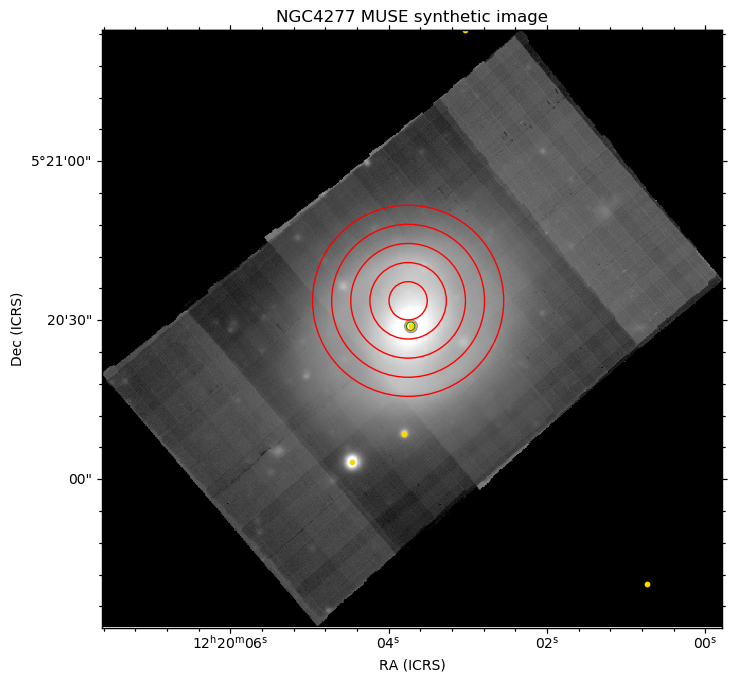 NGC4277 MUSE synthetic image
5°21'00"
20'30"
00"
Dec (ICRS)
12ʰ20ᵐ06ˢ 04ˢ 02ˢ 00ˢ
RA (ICRS)